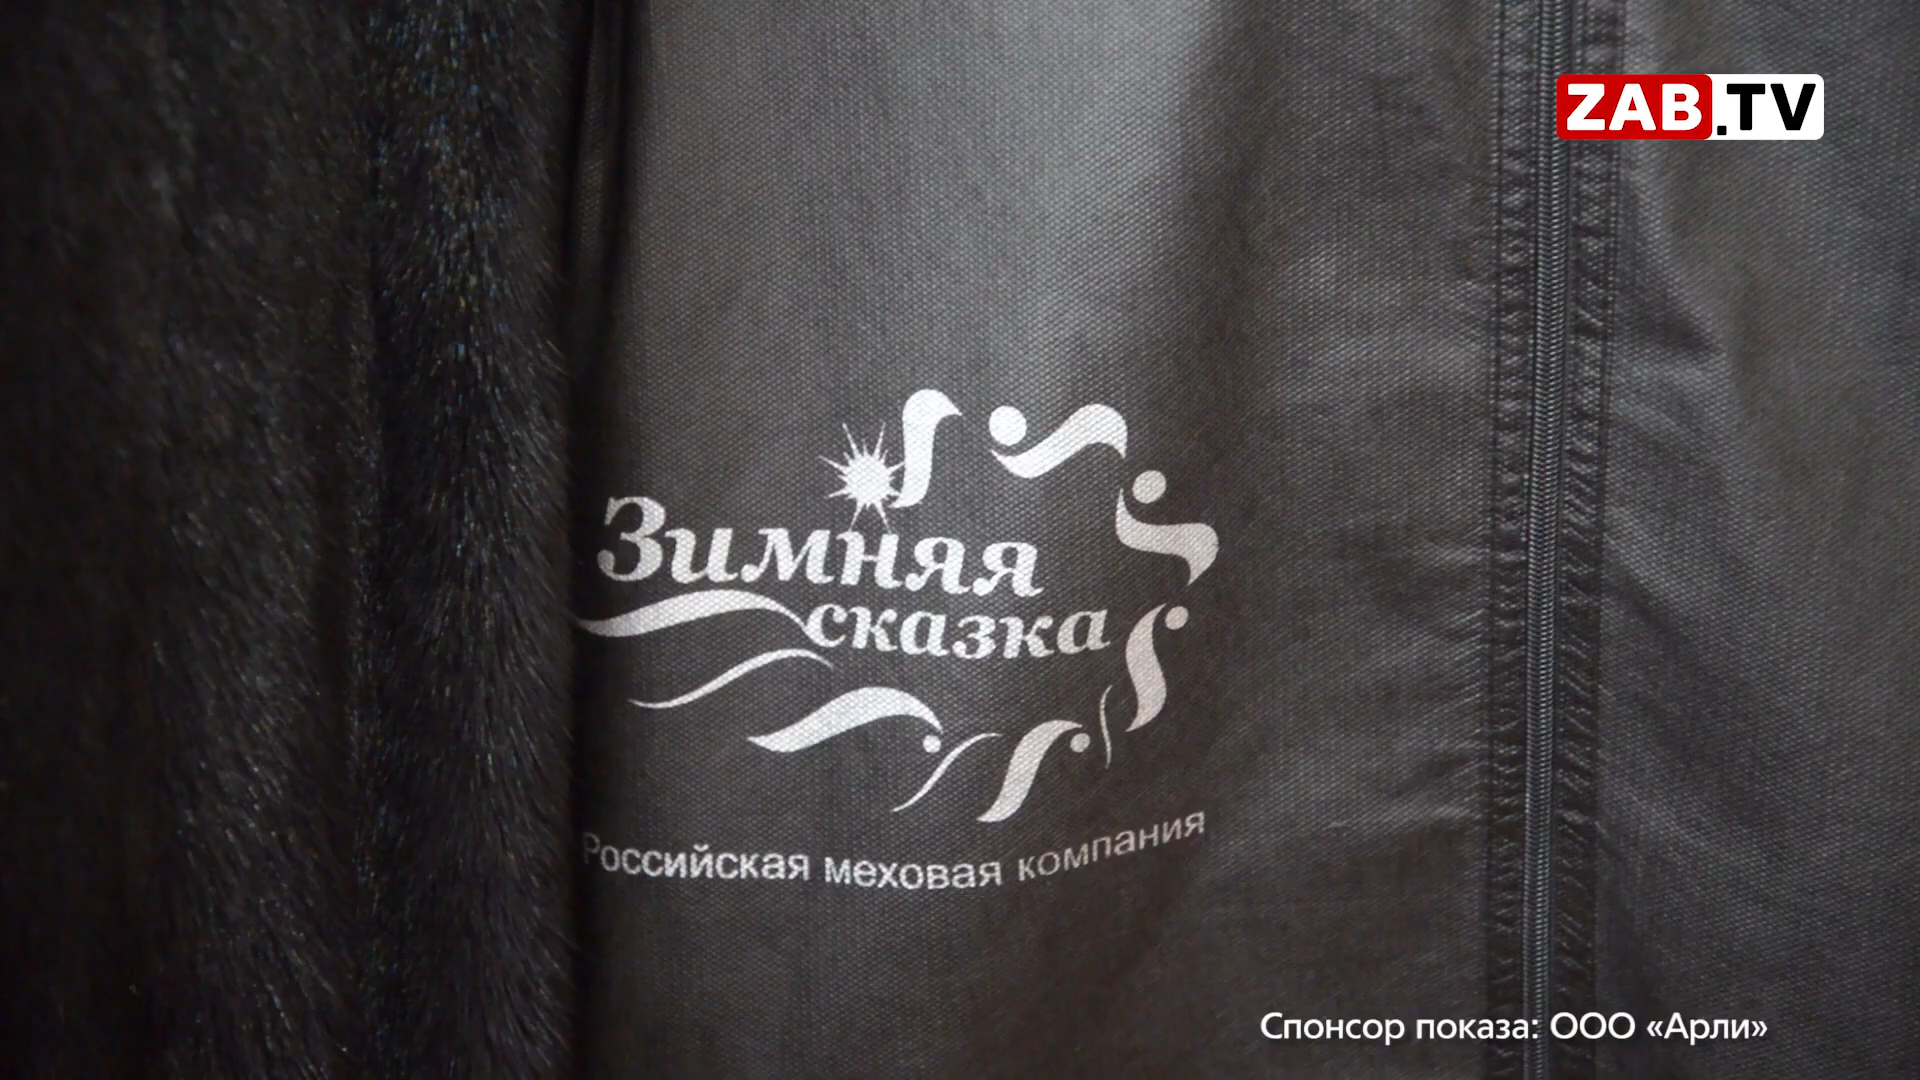 ZAB.TV
Зимняя
сказка
Российская меховая компания
Спонсор показа: ООО «Арли»